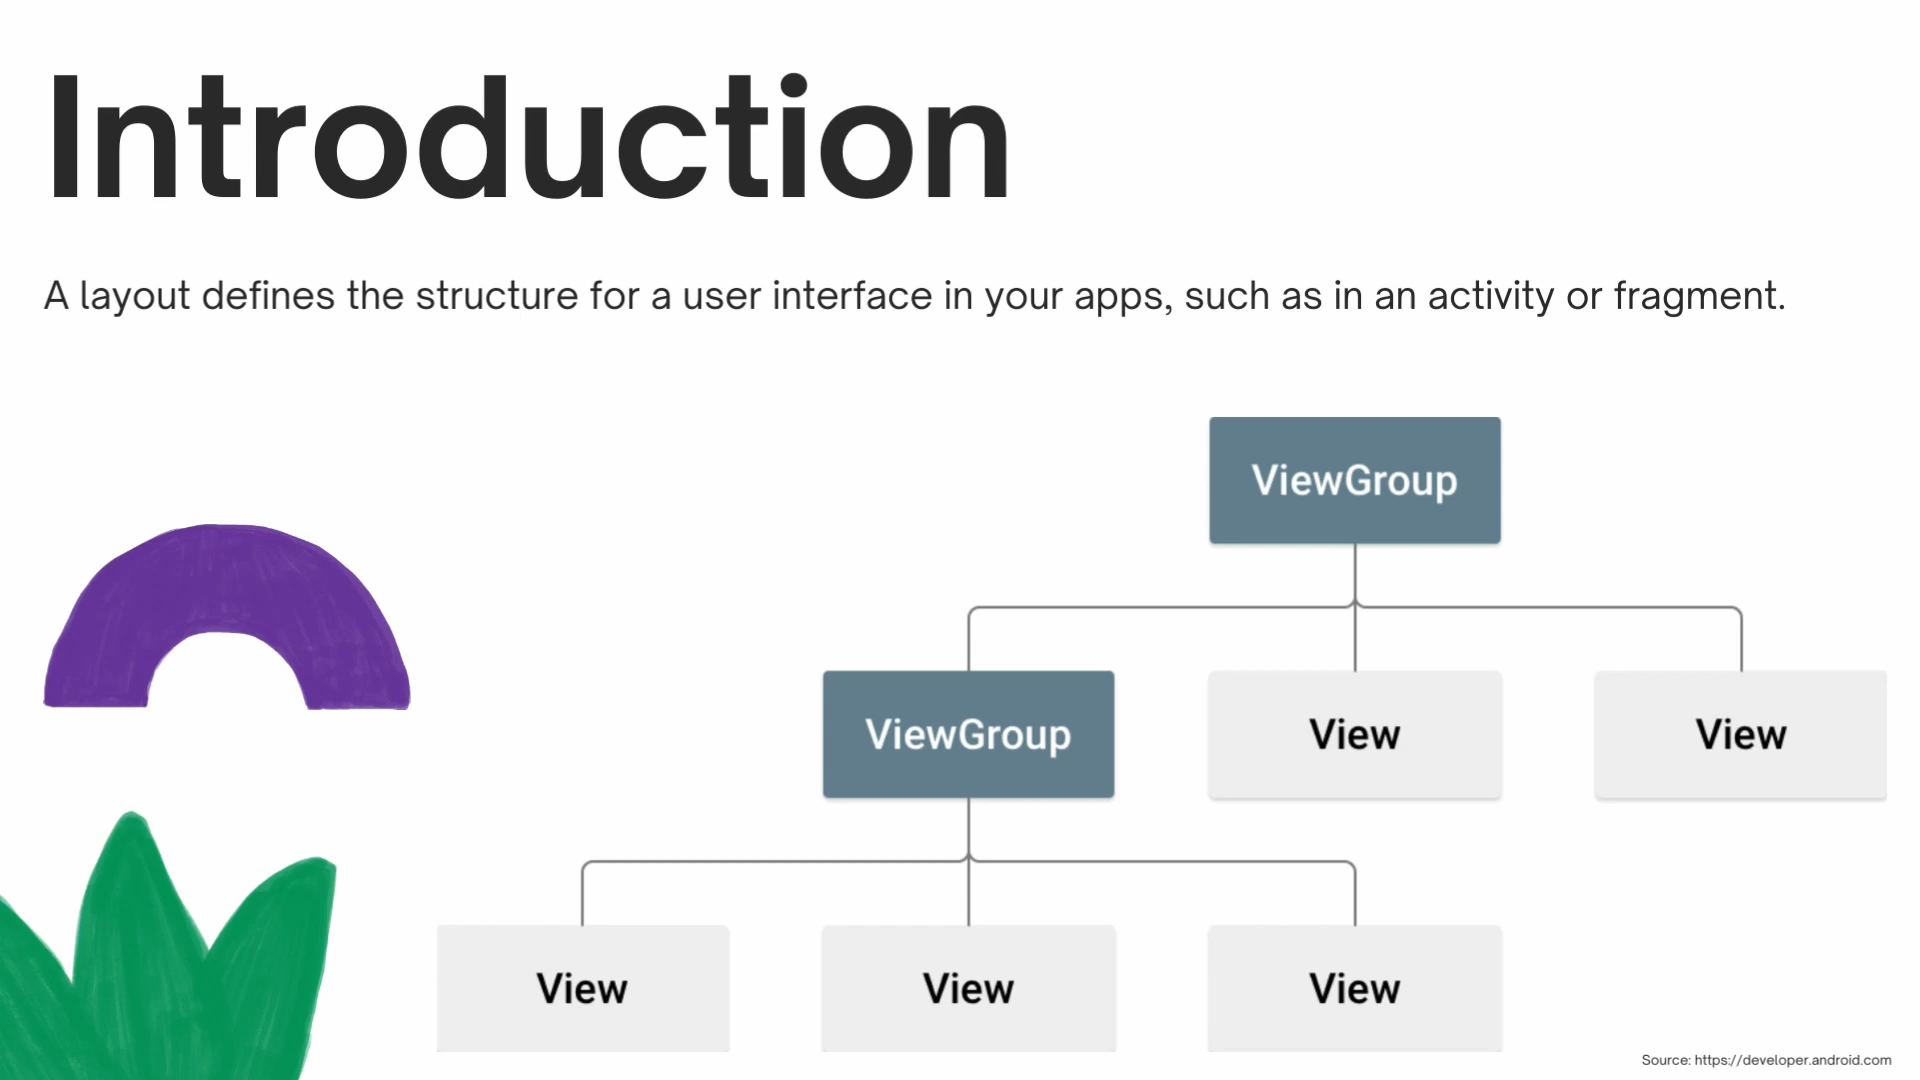 Introduction
A layout defines the structure for a user interface in your apps, such as in an activity or fragment.
ViewGroup
ViewGroup
View
View
View
View
View
Source: https://developer.android.com